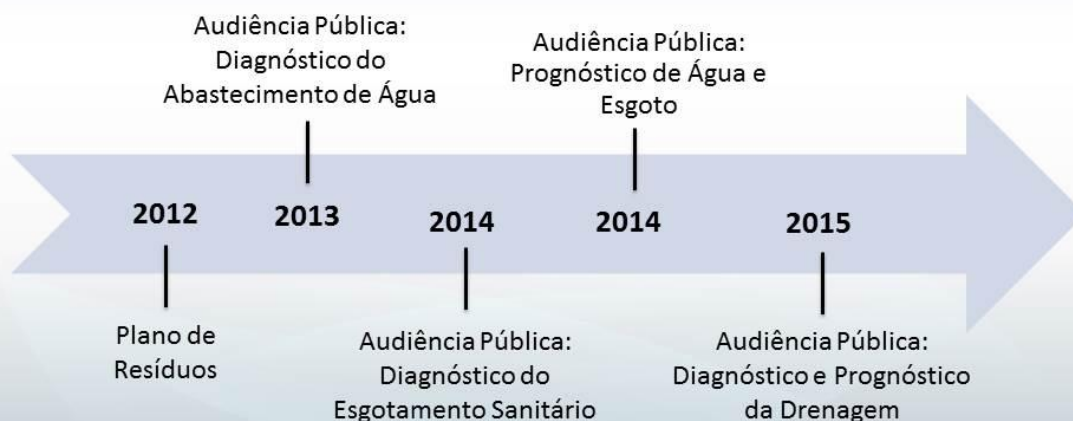 Audiência Pública:
Diagnóstico do
Abastecimento de Água
Audiência Pública:
Prognóstico de Água e
Esgoto
2012
2013
2014
2014
2015
Plano de
Resíduos
Audiência Pública:
Diagnóstico do
Esgotamento Sanitário
Audiência Pública:
Diagnóstico e Prognóstico
da Drenagem